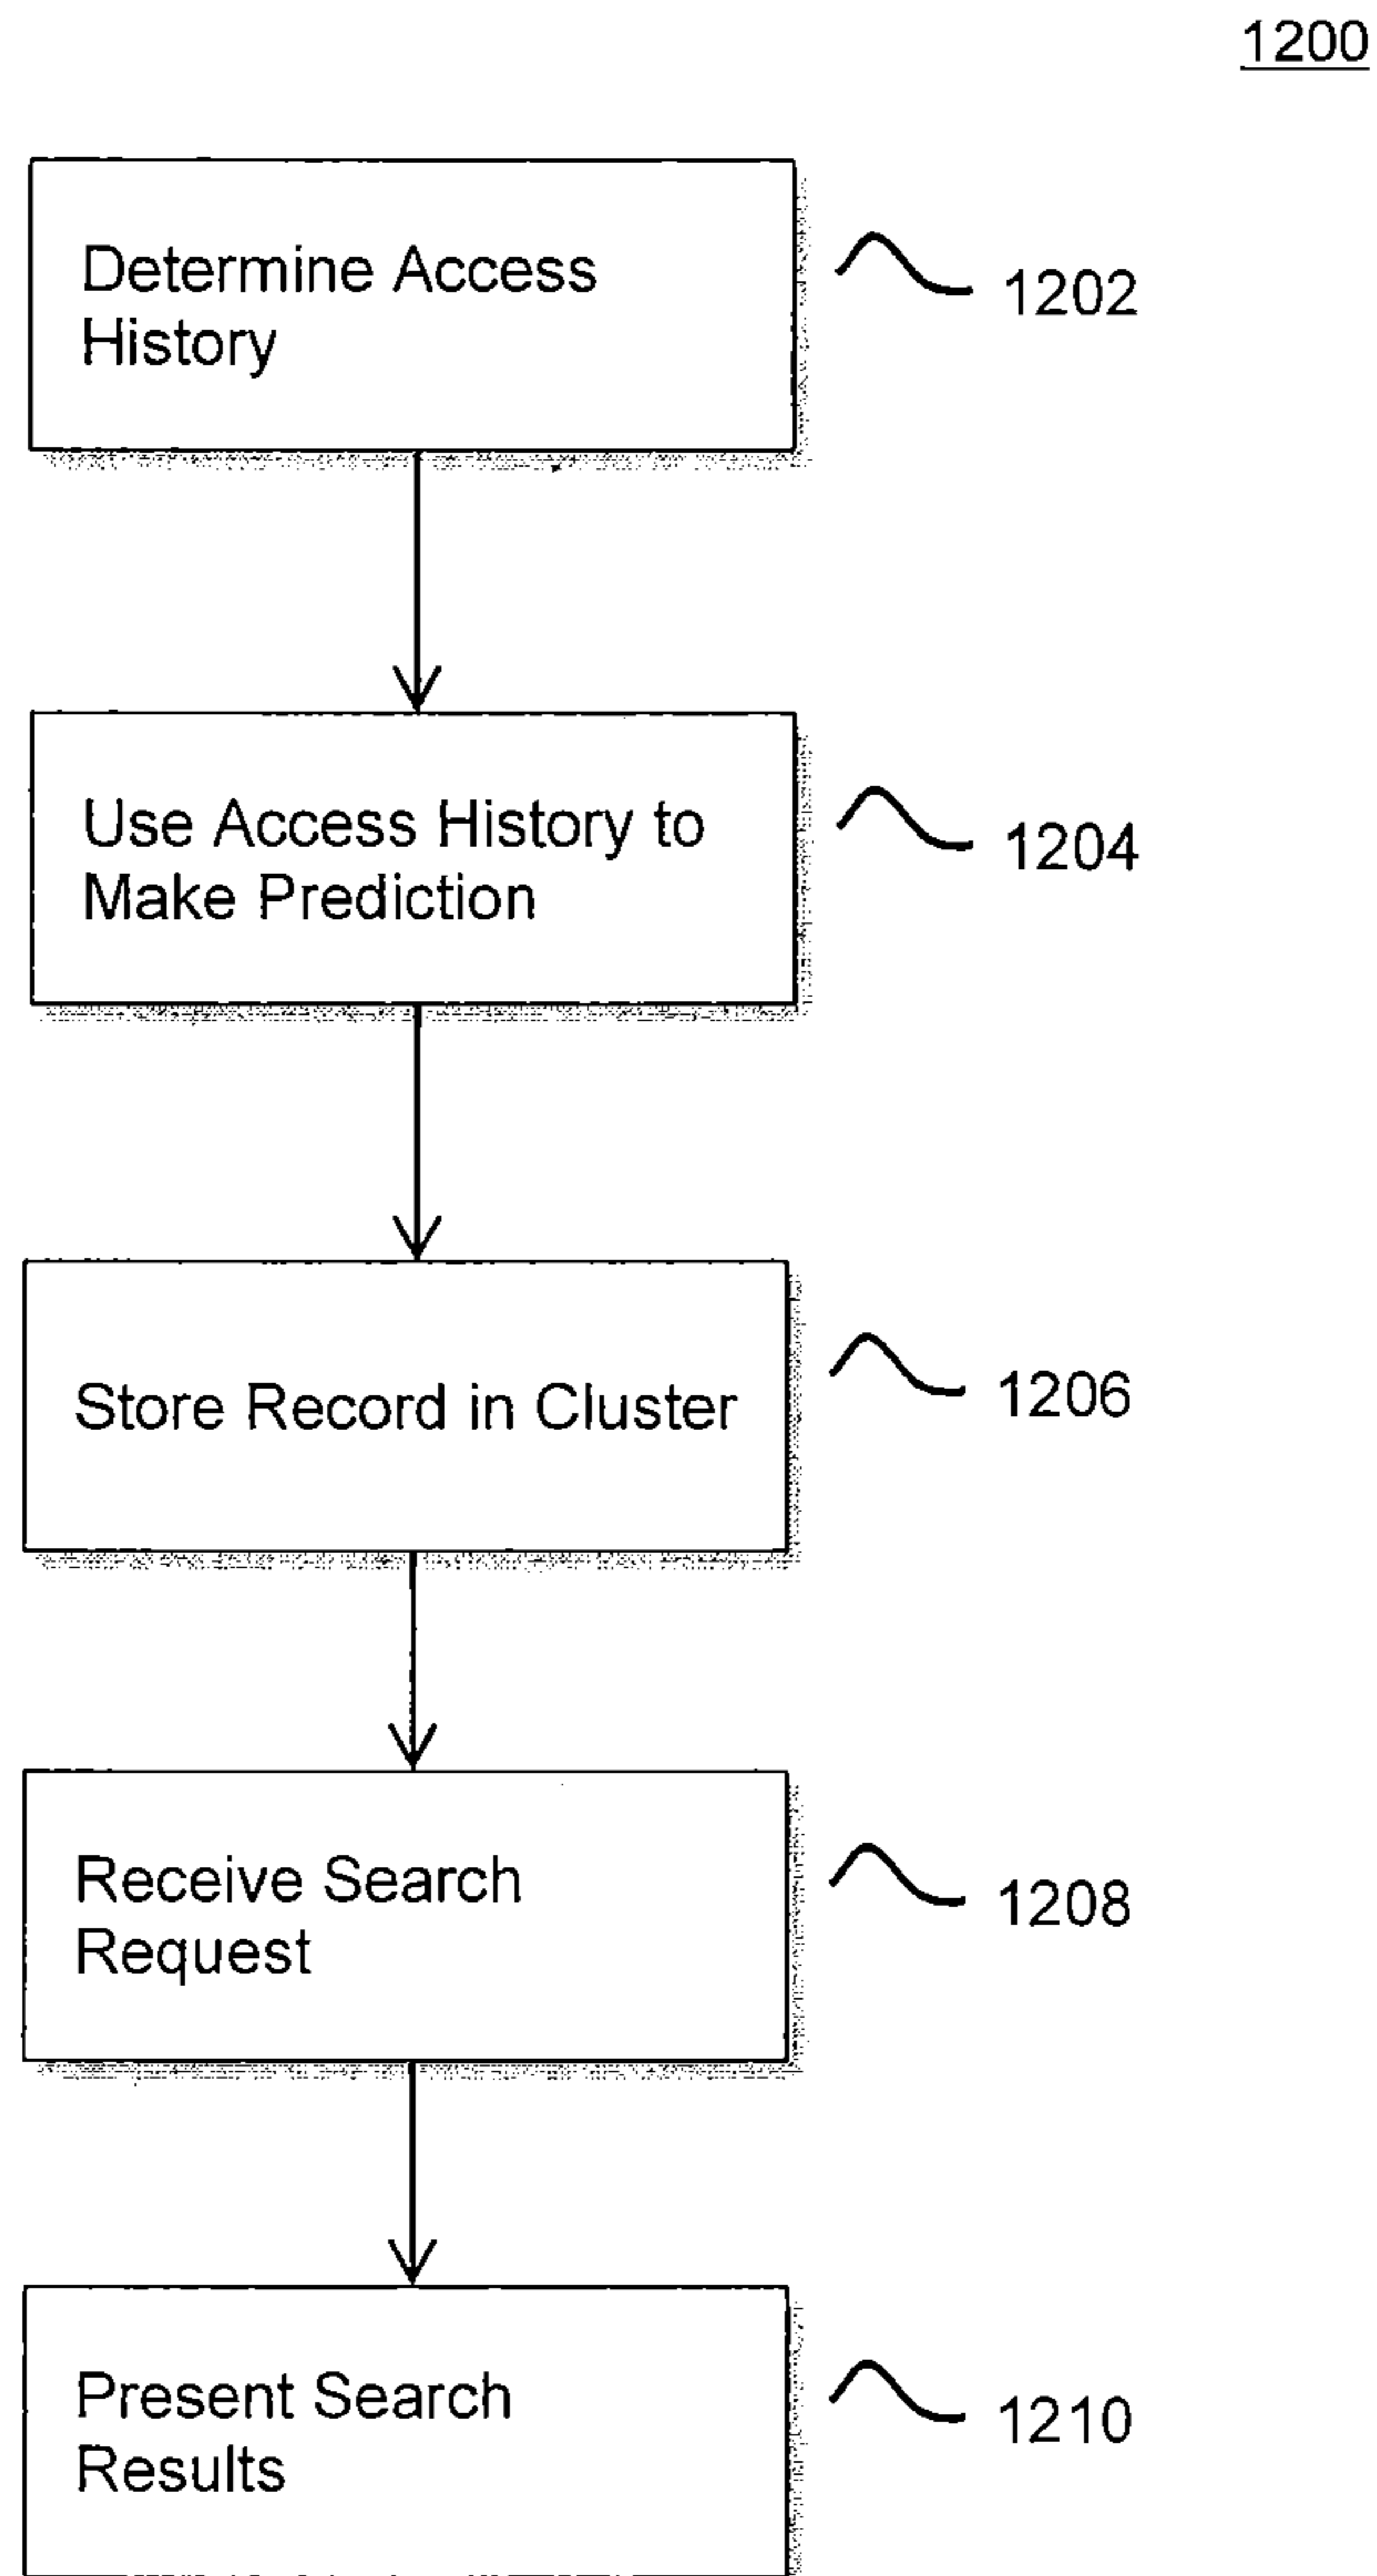 1200
Determine Access
History
1202
Use Access History to
Make Prediction
1204
Store Record in Cluster
1206
Receive Search
Request
1208
Present Search
Results
1210